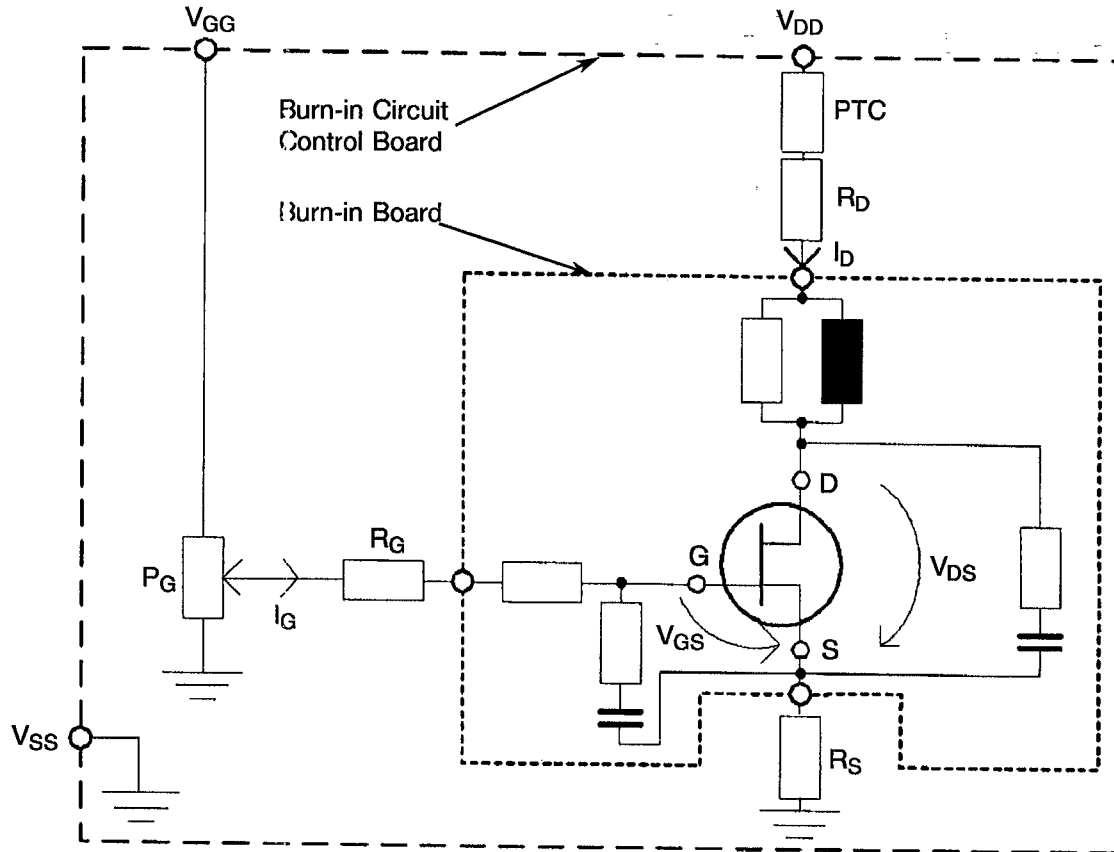 VGG
VDD
Burn-in Circuit
Control Board
PTC
RD
Burn-in Board
ID
D
RG
G
PG
VDS
IG
VGS
S
VSS
RS